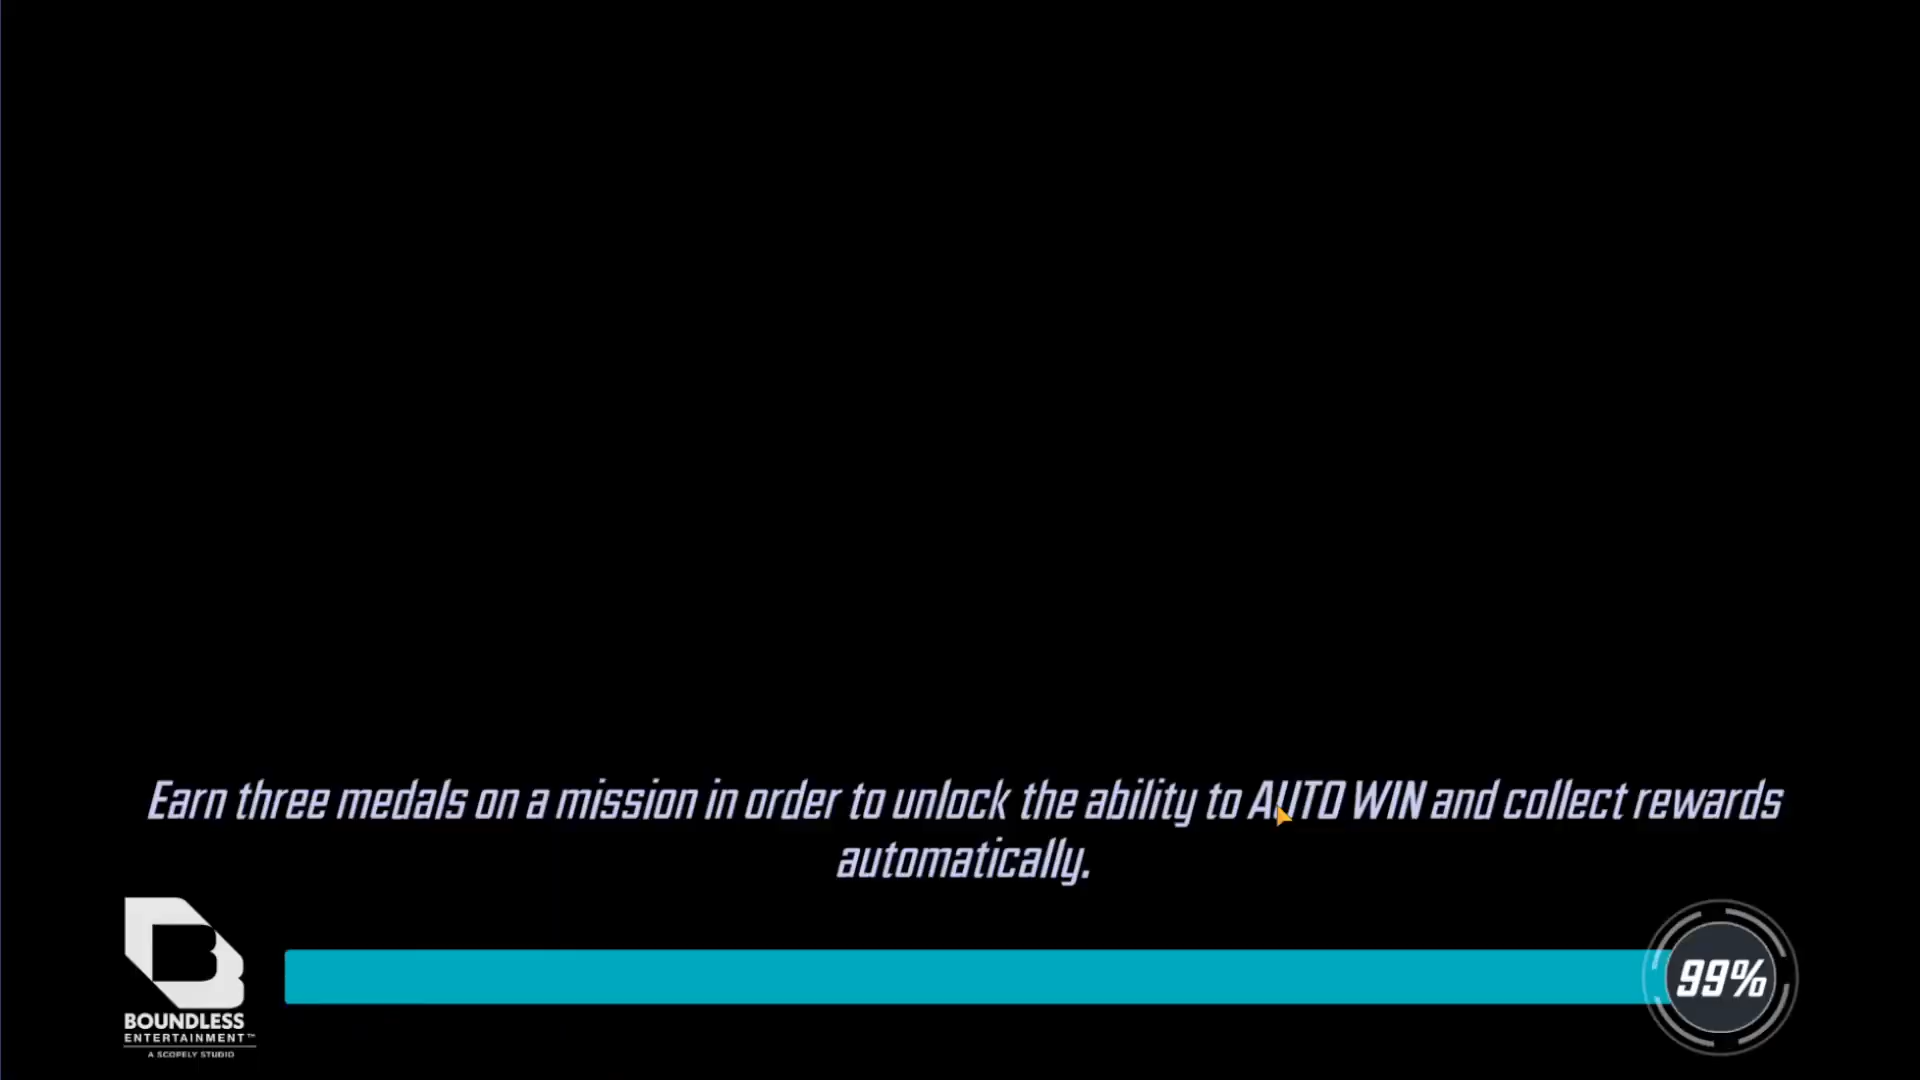 Earn three medals on a mission in order to unlock the ability to AUTO WIN and collect rewards
automatically.
99%
BOUNDLESS
ENTERTAINMENT™
A SCOPELY STUDIO